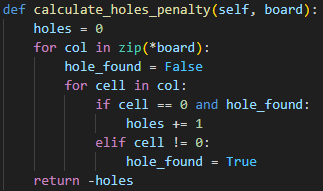 def calculate_holes_penalty(self, board):
    holes = 0
    for col in zip(*board):
        hole_found = False
        for cell in col:
            if cell == 0 and hole_found:
                holes += 1
            elif cell != 0:
                hole_found = True
    return -holes